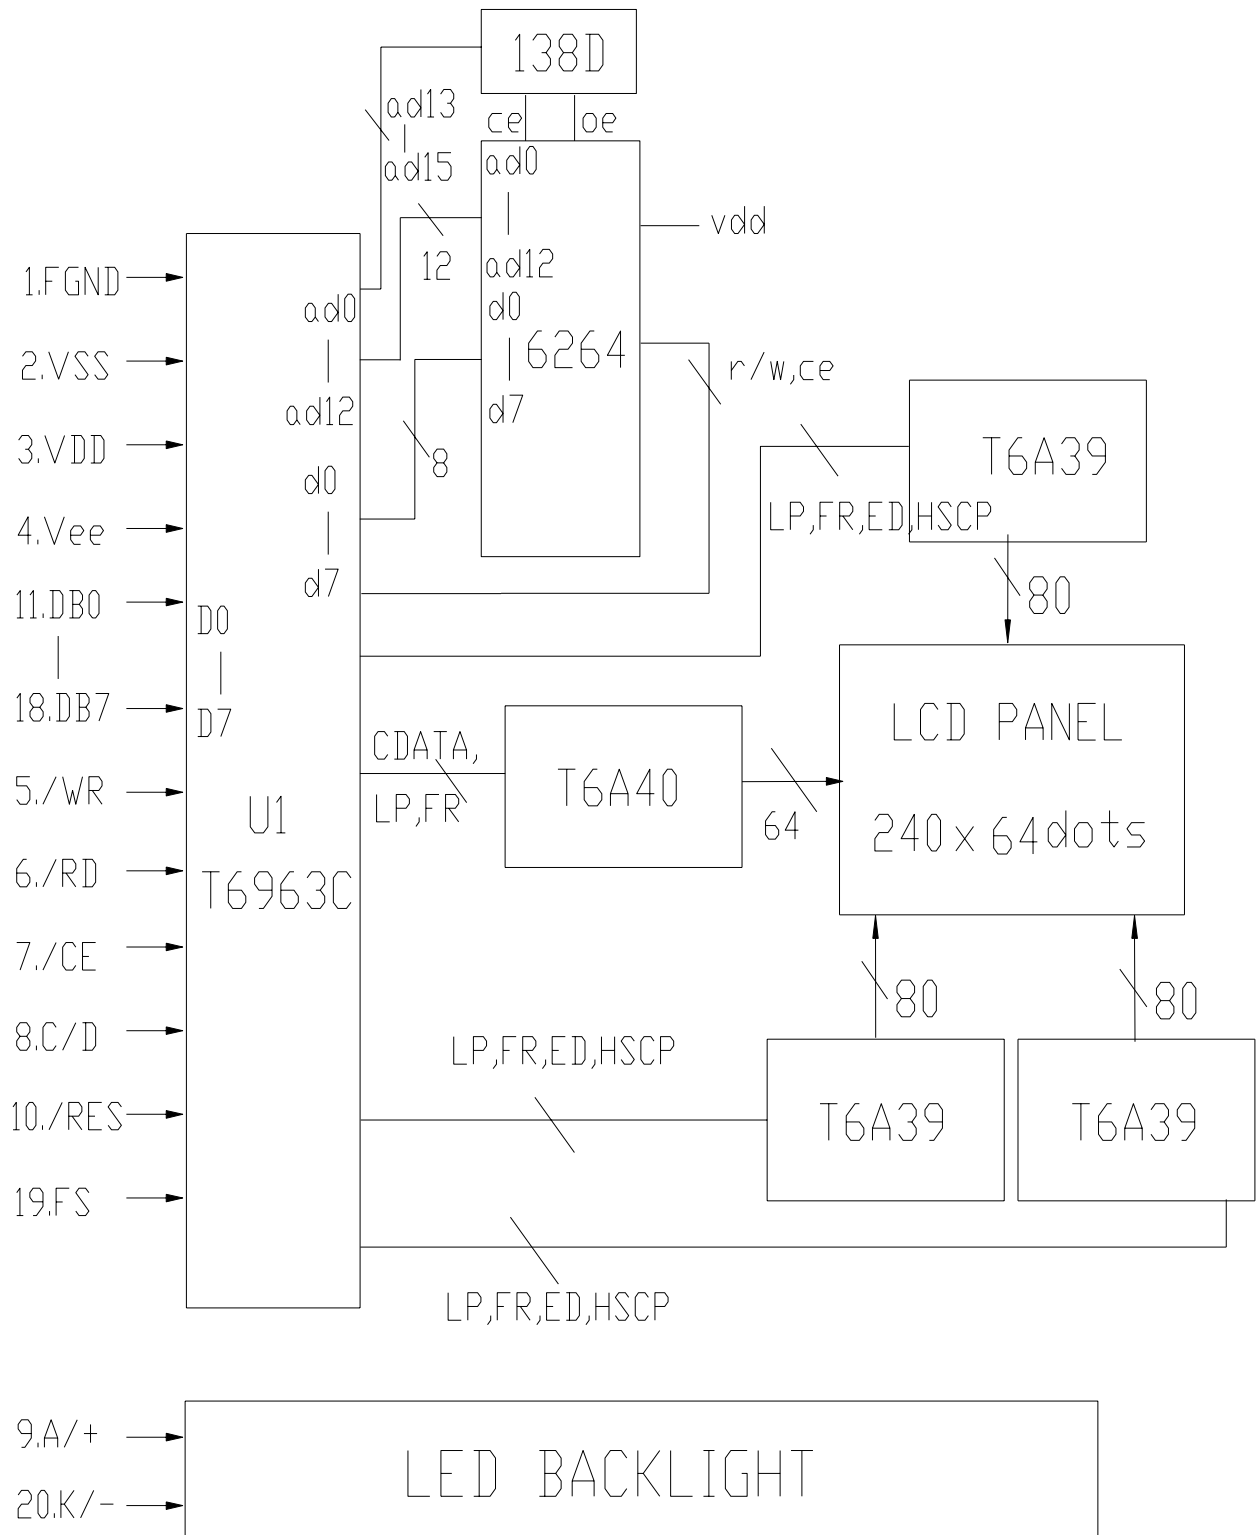 138D
ad13
ce
oe
ad15
ad0
vdd
12
ad12
1.FGND
ad0
d0
6264
2.VSS
r/w,ce
ad12
d7
3.VDD
8
T6A39
d0
LP,FR,ED,HSCP
4.Vee
d7
80
11.DB0
D0
18.DB7
D7
LCD PANEL
CDATA,
T6A40
5./WR
LP,FR
64
240 x 64dots
U1
6./RD
T6963C
7./CE
80
80
8.C/D
LP,FR,ED,HSCP
10./RES
T6A39
T6A39
19.FS
LP,FR,ED,HSCP
9.A/+
LED BACKLIGHT
20.K/-